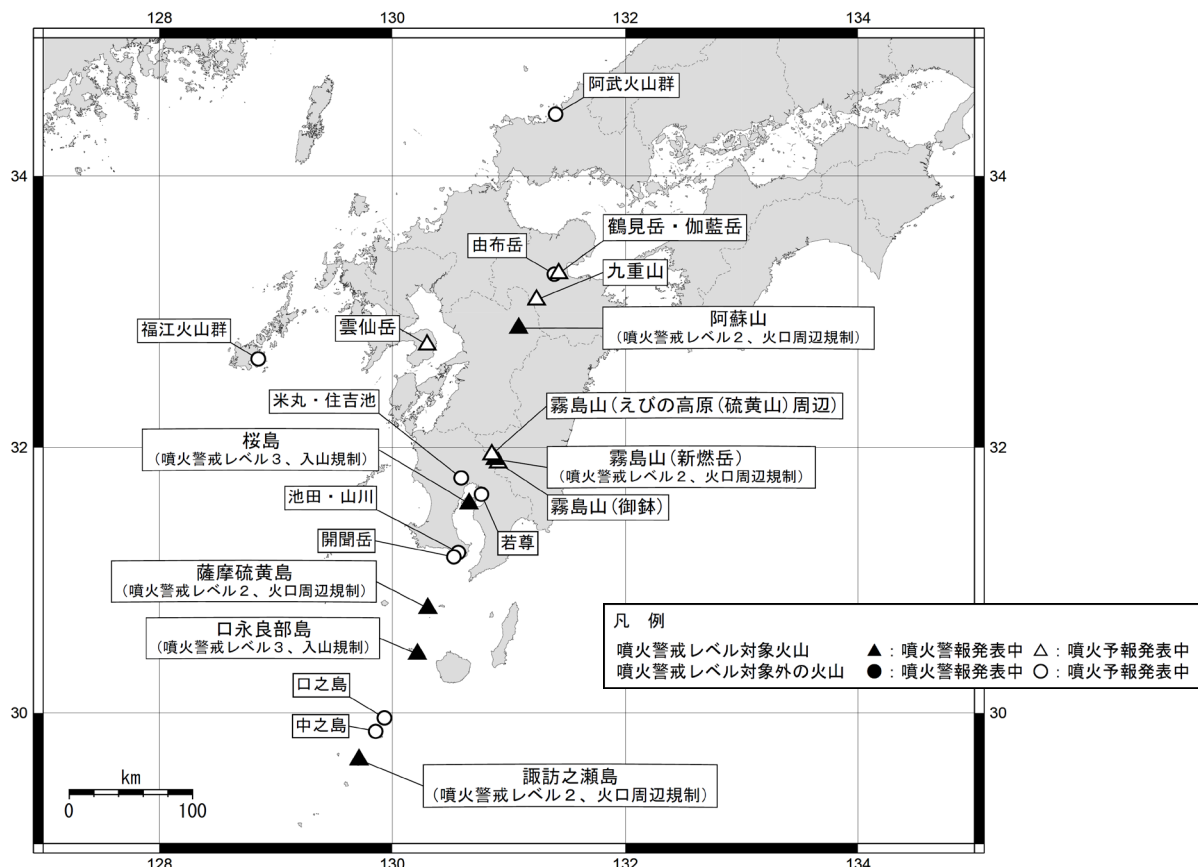 128
130
132
134
阿武火山群
34
34
鶴見岳・伽藍岳
由布岳
九重山
阿蘇山
(噴火警戒レベル2、火口周辺規制)
雲仙岳
福江火山群
米丸・住吉池
霧島山(えびの高原(硫黄山)周辺)
桜島
(噴火警戒レベル3、入山規制)
32
32
霧島山(新燃岳)
(噴火警戒レベル2、火口周辺規制)
池田・山川
霧島山(御鉢)
開聞岳
若尊
薩摩硫黄島
(噴火警戒レベル2、火口周辺規制)
口永良部島
(噴火警戒レベル3、入山規制)
凡 例
噴火警戒レベル対象火山 ▲:噴火警報発表中 △:噴火予報発表中
噴火警戒レベル対象外の火山 ●:噴火警報発表中 ○:噴火予報発表中
口之島
30
30
中之島
諏訪之瀬島
(噴火警戒レベル2、火口周辺規制)
km
0 100
128
130
132
134